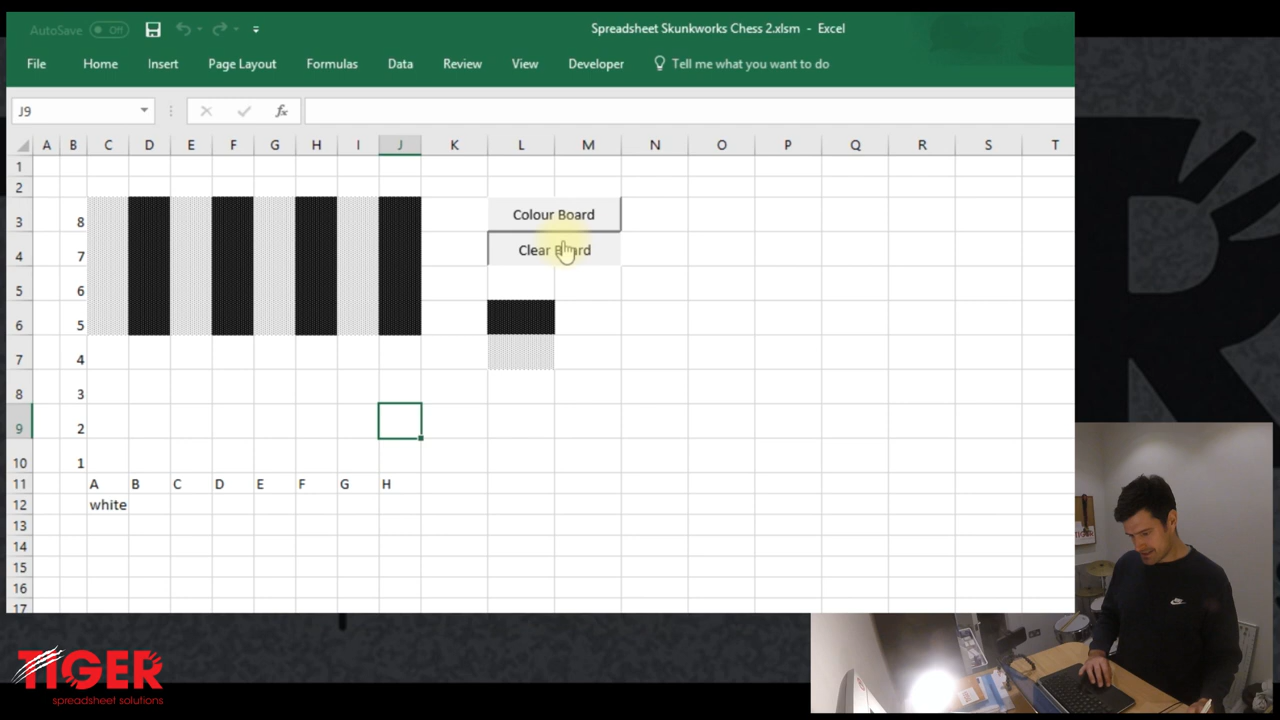 AutoSave Off
Spreadsheet Skunkworks Chess 2.xlsm - Excel
File Home Insert Page Layout Formulas Data Review View Developer Tell me what you want to do
J9 fx
A B C D E F G H I J K L M N O P Q R S T
1
2
3 8 Colour Board
4 7 Clear Board
5 6
6 5
7 4
8 3
9 2
10 1
11 A B C D E F G H
12 white
13
14
15
16
17
TIGER
spreadsheet solutions